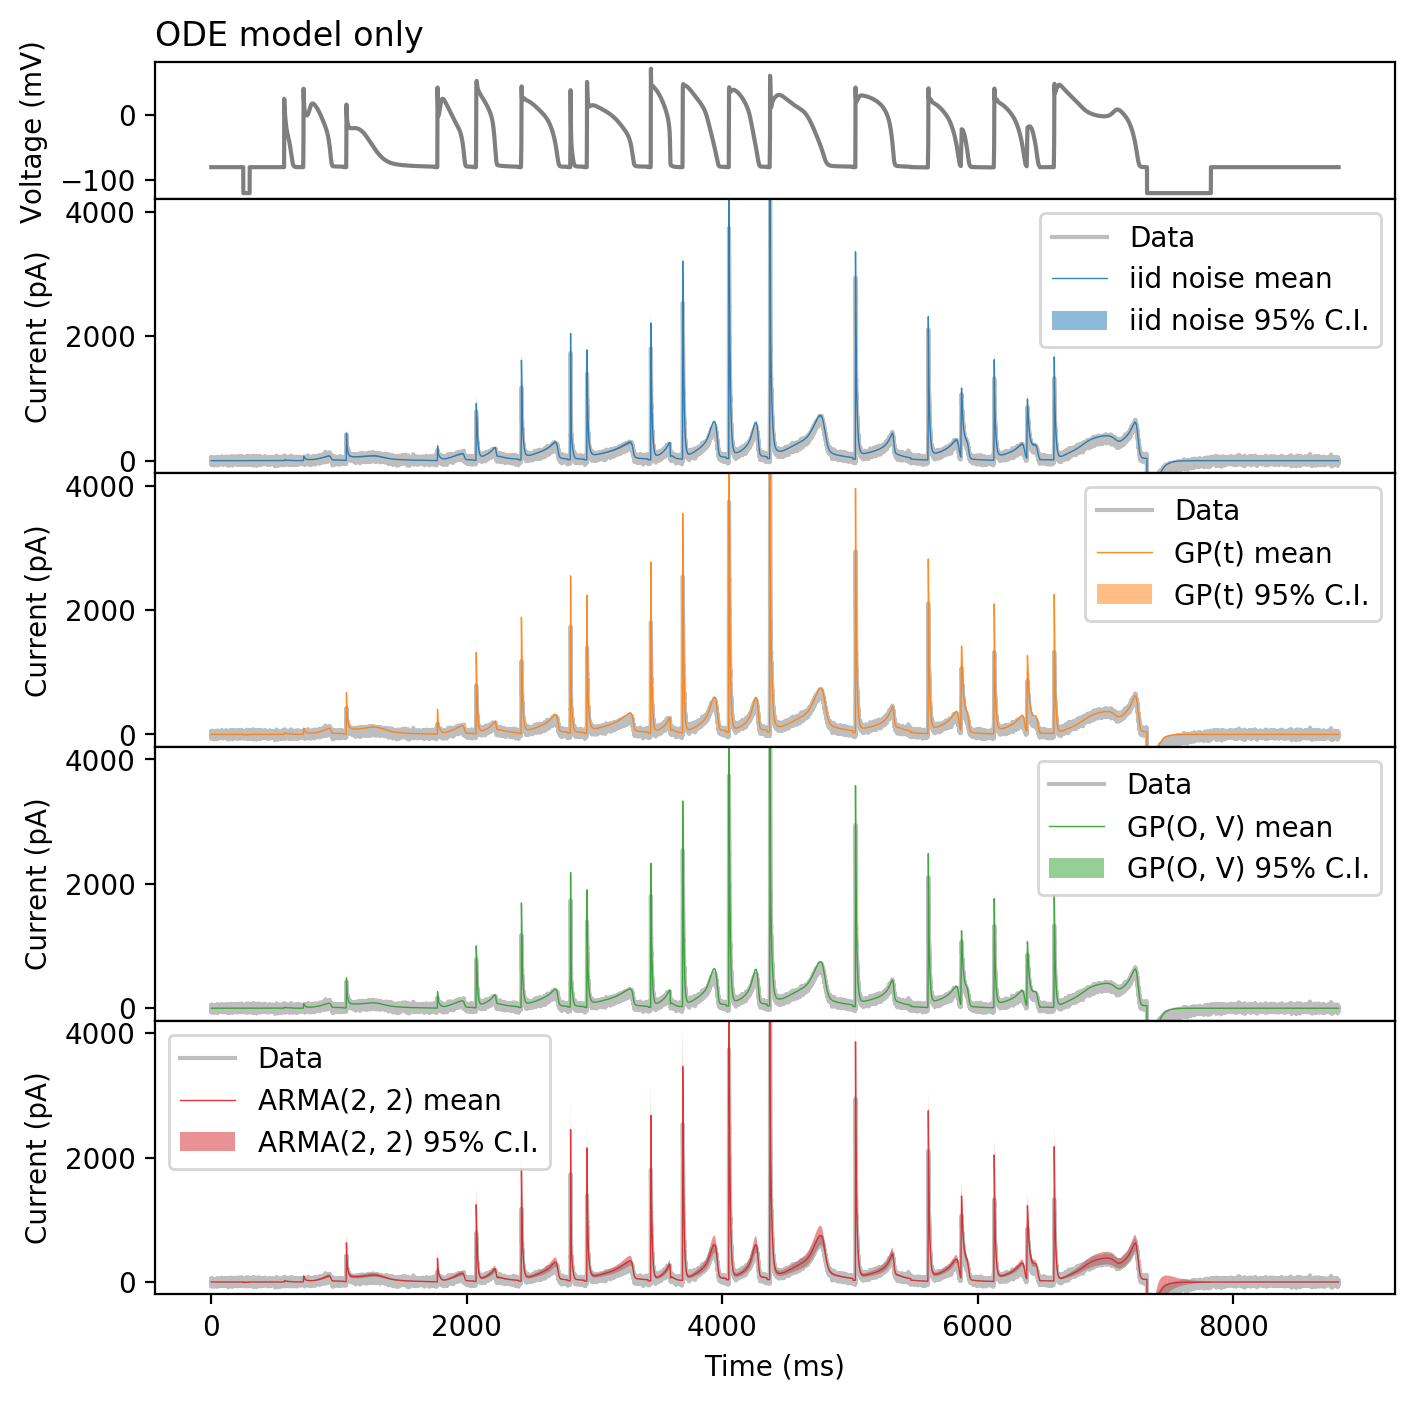 ODE model only
Voltage (mV)
0
−100
Current (pA)
4000
2000
0
Data
iid noise mean
iid noise 95% C.I.
Current (pA)
4000
2000
0
Data
GP(t) mean
GP(t) 95% C.I.
Current (pA)
4000
2000
0
Data
GP(O, V) mean
GP(O, V) 95% C.I.
Current (pA)
4000
2000
0
Data
ARMA(2, 2) mean
ARMA(2, 2) 95% C.I.
0 2000 4000 6000 8000
Time (ms)